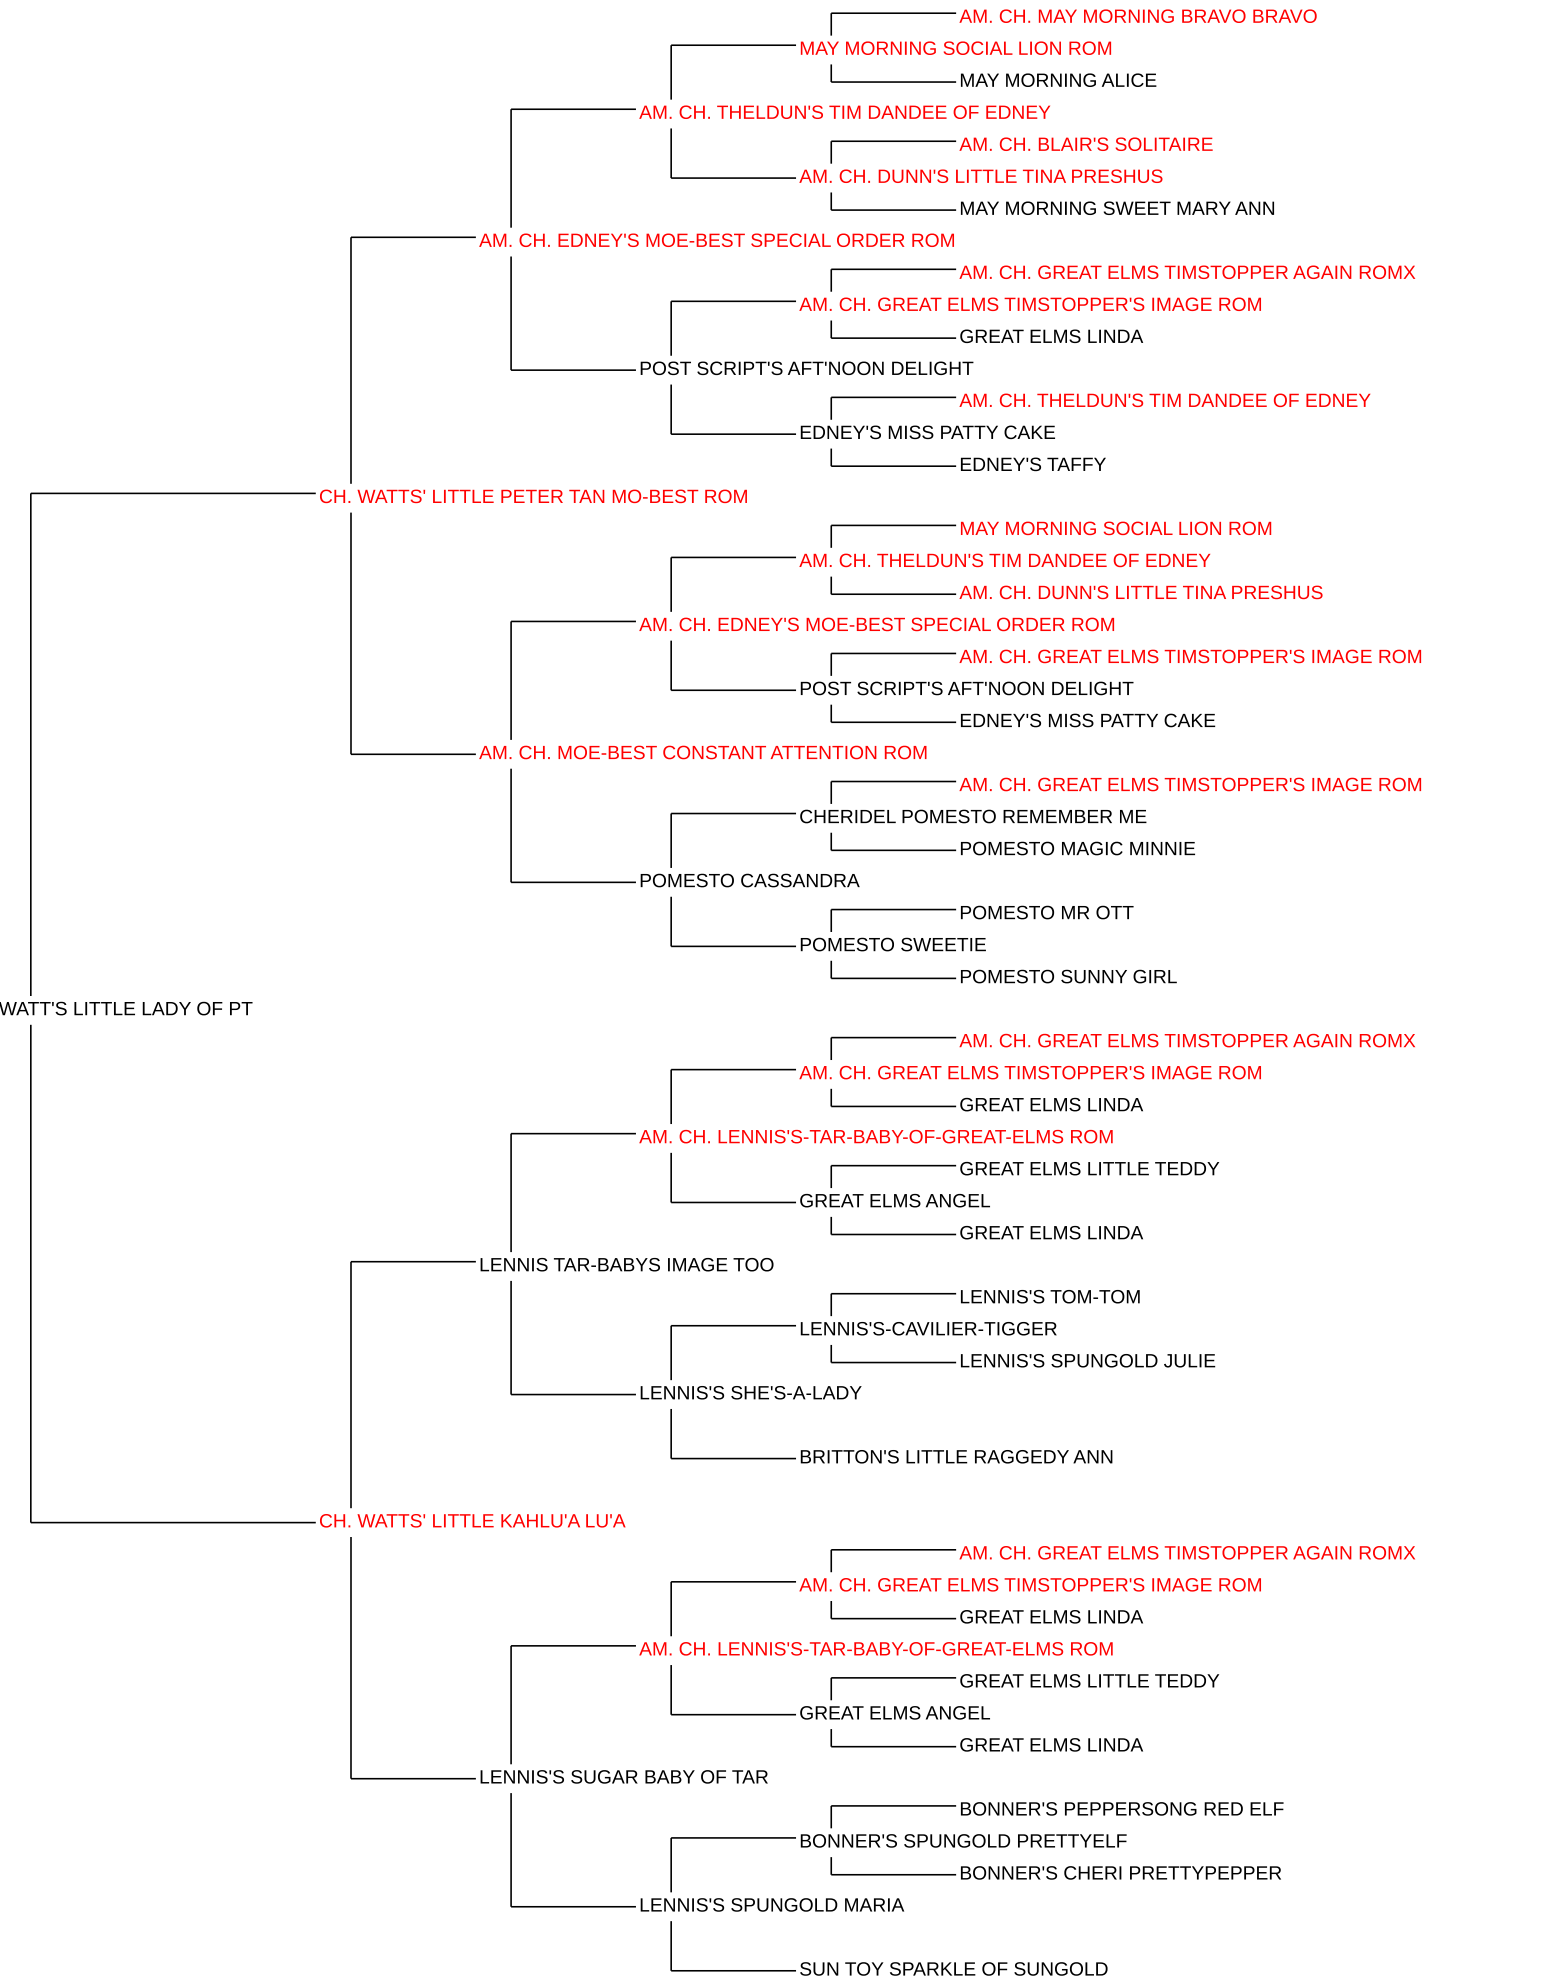 AM. CH. MAY MORNING BRAVO BRAVO
MAY MORNING SOCIAL LION ROM
MAY MORNING ALICE
AM. CH. THELDUN'S TIM DANDEE OF EDNEY
AM. CH. BLAIR'S SOLITAIRE
AM. CH. DUNN'S LITTLE TINA PRESHUS
MAY MORNING SWEET MARY ANN
AM. CH. EDNEY'S MOE-BEST SPECIAL ORDER ROM
AM. CH. GREAT ELMS TIMSTOPPER AGAIN ROMX
AM. CH. GREAT ELMS TIMSTOPPER'S IMAGE ROM
GREAT ELMS LINDA
POST SCRIPT'S AFT'NOON DELIGHT
AM. CH. THELDUN'S TIM DANDEE OF EDNEY
EDNEY'S MISS PATTY CAKE
EDNEY'S TAFFY
CH. WATTS' LITTLE PETER TAN MO-BEST ROM
MAY MORNING SOCIAL LION ROM
AM. CH. THELDUN'S TIM DANDEE OF EDNEY
AM. CH. DUNN'S LITTLE TINA PRESHUS
AM. CH. EDNEY'S MOE-BEST SPECIAL ORDER ROM
AM. CH. GREAT ELMS TIMSTOPPER'S IMAGE ROM
POST SCRIPT'S AFT'NOON DELIGHT
EDNEY'S MISS PATTY CAKE
AM. CH. MOE-BEST CONSTANT ATTENTION ROM
AM. CH. GREAT ELMS TIMSTOPPER'S IMAGE ROM
CHERIDEL POMESTO REMEMBER ME
POMESTO MAGIC MINNIE
POMESTO CASSANDRA
POMESTO MR OTT
POMESTO SWEETIE
POMESTO SUNNY GIRL
WATT'S LITTLE LADY OF PT
AM. CH. GREAT ELMS TIMSTOPPER AGAIN ROMX
AM. CH. GREAT ELMS TIMSTOPPER'S IMAGE ROM
GREAT ELMS LINDA
AM. CH. LENNIS'S-TAR-BABY-OF-GREAT-ELMS ROM
GREAT ELMS LITTLE TEDDY
GREAT ELMS ANGEL
GREAT ELMS LINDA
LENNIS TAR-BABYS IMAGE TOO
LENNIS'S TOM-TOM
LENNIS'S-CAVILIER-TIGGER
LENNIS'S SPUNGOLD JULIE
LENNIS'S SHE'S-A-LADY
BRITTON'S LITTLE RAGGEDY ANN
CH. WATTS' LITTLE KAHLU'A LU'A
AM. CH. GREAT ELMS TIMSTOPPER AGAIN ROMX
AM. CH. GREAT ELMS TIMSTOPPER'S IMAGE ROM
GREAT ELMS LINDA
AM. CH. LENNIS'S-TAR-BABY-OF-GREAT-ELMS ROM
GREAT ELMS LITTLE TEDDY
GREAT ELMS ANGEL
GREAT ELMS LINDA
LENNIS'S SUGAR BABY OF TAR
BONNER'S PEPPERSONG RED ELF
BONNER'S SPUNGOLD PRETTYELF
BONNER'S CHERI PRETTYPEPPER
LENNIS'S SPUNGOLD MARIA
SUN TOY SPARKLE OF SUNGOLD